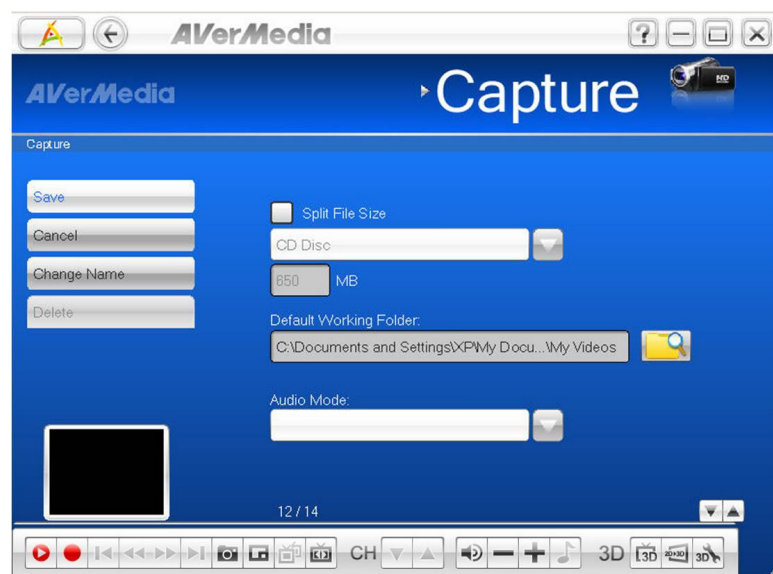 AVerMedia
?
AVerMedia
Capture
HD
Capture
Save
Cancel
Change Name
Delete
Split File Size
CD Disc
650 MB
Default Working Folder:
C:\Documents and Settings\XP\My Docu...\My Videos
Audio Mode:
12 / 14
CH
3D
3D
2D▸3D
3D